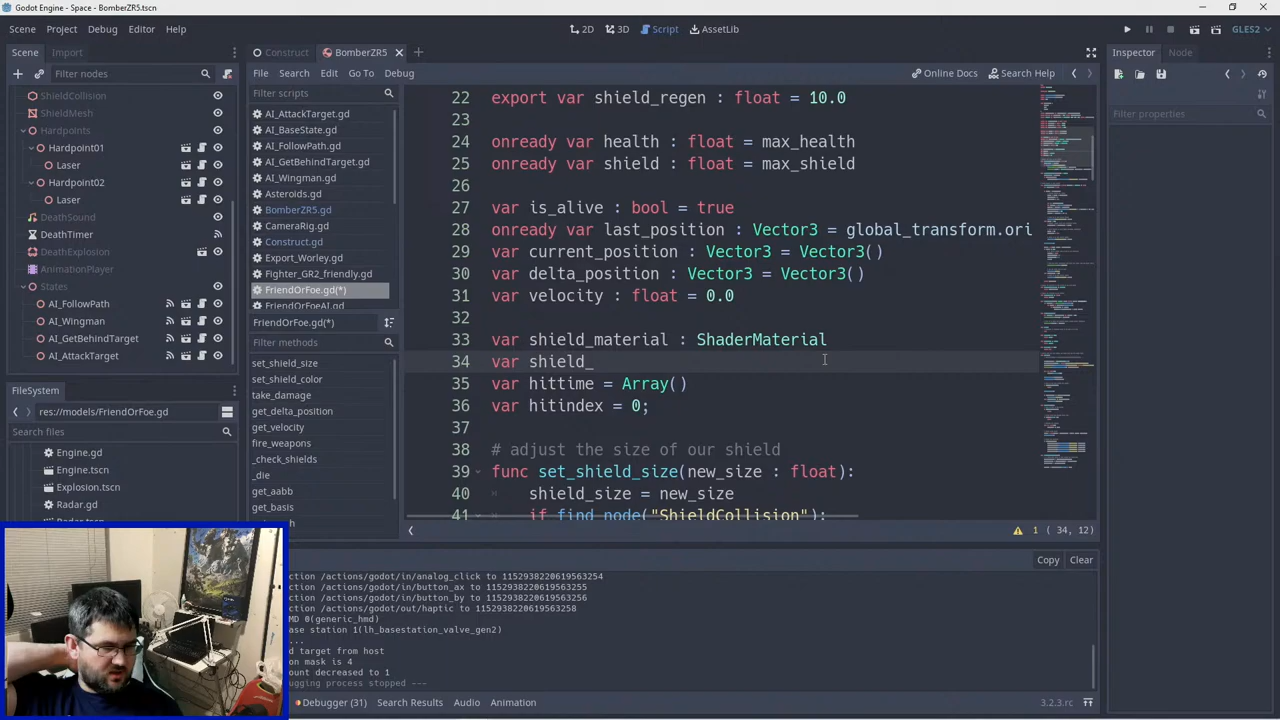 Godot Engine - Space - BomberZR5.tscn
Scene Project Debug Editor Help
2D 3D Script AssetLib
GLES2
Scene Import
Filter nodes
ShieldCollision
ShieldMesh
Hardpoints
Hardpoint01
Laser
Hardpoint02
Laser
DeathSound
DeathTimer
DeathExplosion
AnimationPlayer
States
AI_FollowPath
AI_Wingman
AI_GetBehindTarget
AI_AttackTarget
FileSystem
res://models/FriendOrFoe.gd
Search files
Engine.gd
Engine.tscn
Explosion.tscn
Radar.gd
Radar.tscn
Construct BomberZR5
File Search Edit Go To Debug
Online Docs Search Help
Filter scripts
AI_AttackTarget.gd
AI_BaseState.gd
AI_FollowPath.gd
AI_GetBehindTarget.gd
AI_Wingman.gd
Asteroids.gd
BomberZR5.gd
CameraRig.gd
Construct.gd
Export_Worley.gd
Fighter_GR2_friendly.gd
FriendOrFoe.gd(*)
FriendOrFoeAI.gd
FriendOrFoe.gd(*)
Filter methods
set_shield_size
set_shield_color
take_damage
get_delta_position
get_velocity
fire_weapons
_check_shields
_die
get_aabb
get_basis
22 export var shield_regen : float = 10.0
23
24 onready var health : float = max_health
25 onready var shield : float = max_shield
26
27 var is_alive : bool = true
28 onready var last_position : Vector3 = global_transform.ori
29 var current_position : Vector3 = Vector3()
30 var delta_position : Vector3 = Vector3()
31 var velocity : float = 0.0
32
33 var shield_material : ShaderMaterial
34 var shield_
35 var hittime = Array()
36 var hitindex = 0;
37
38 # adjust the size of our shield
39 func set_shield_size(new_size : float):
40 shield_size = new_size
41 if find_node("ShieldCollision"):
1 ( 34, 12)
Copy Clear
ction /actions/godot/in/analog_click to 1152938220619563254
ction /actions/godot/in/button_ax to 1152938220619563255
ction /actions/godot/in/button_by to 1152938220619563256
ction /actions/godot/out/haptic to 1152938220619563258
MD 0(generic_hmd)
ase station 1(lh_basestation_valve_gen2)
...
d target from host
ion mask is 4
ount decreased to 1
ugging process stopped ---
Debugger (31) Search Results Audio Animation
3.2.3.rc
Inspector Node
Filter properties